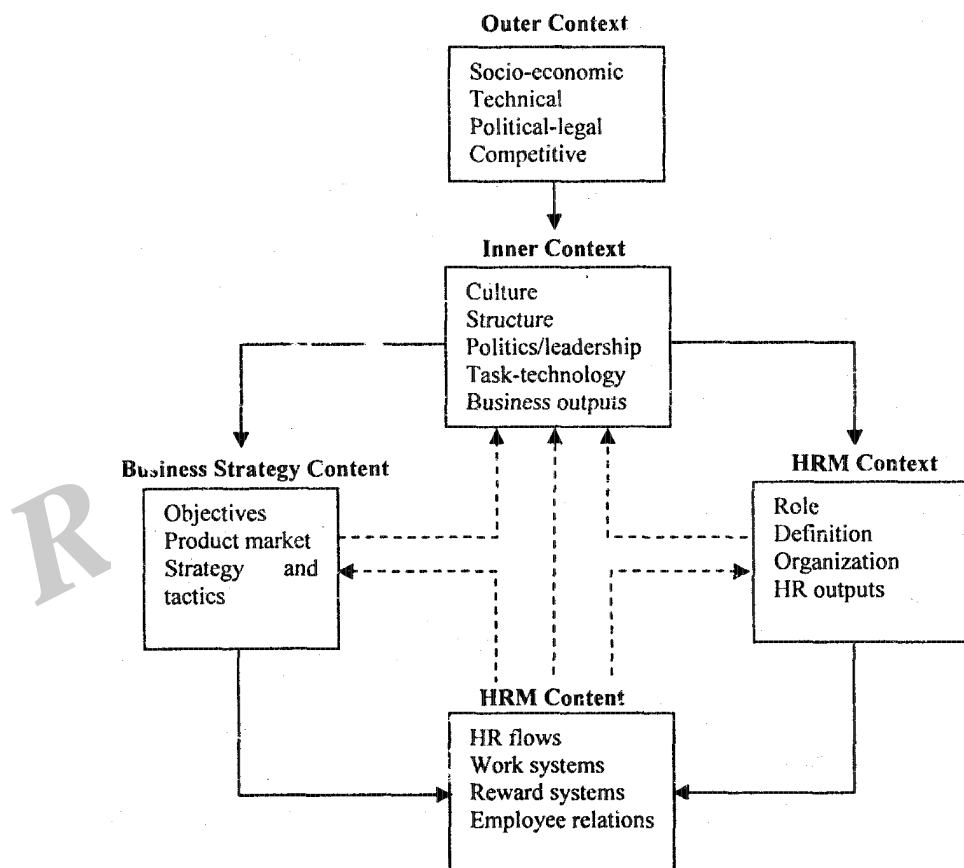 Outer Context
Socio-economic
Technical
Political-legal
Competitive
Inner Context
Culture
Structure
Politics/leadership
Task-technology
Business outputs
Business Strategy Content
Objectives
Product market
Strategy and
tactics
HRM Context
Role
Definition
Organization
HR outputs
HRM Content
HR flows
Work systems
Reward systems
Employee relations
R